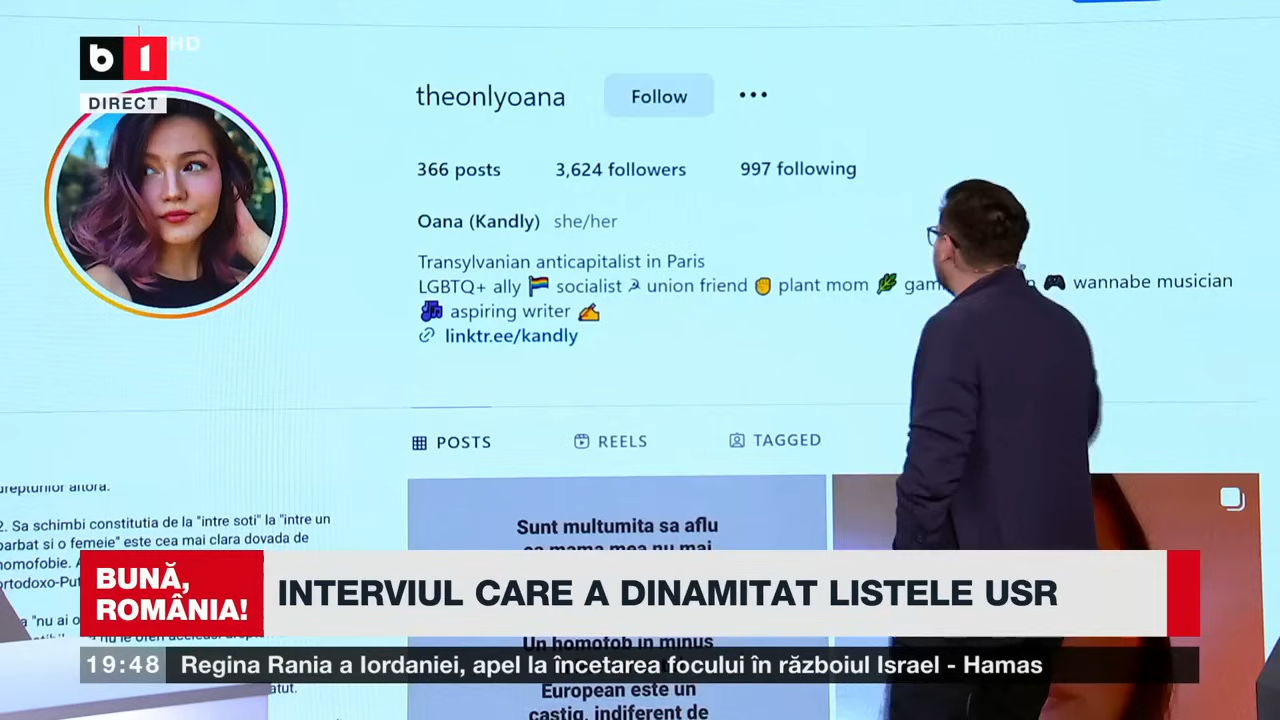 b1 HD
DIRECT
theonlyoana Follow
366 posts 3,624 followers 997 following
Oana (Kandly) she/her
Transylvanian anticapitalist in Paris
LGBTQ+ ally 🏳️‍🌈 socialist ☭ union friend ✊ plant mom 🌿 🎮 wannabe musician
🎶 aspiring writer ✍️
linktr.ee/kandly
POSTS REELS TAGGED
drepturilor altora.
2. Sa schimbi constitutia de la "intre soti" la "intre un
barbat si o femeie" este cea mai clara dovada de
homofobie.
"nu ai
Sunt multumita sa aflu
ca mama mea nu mai
Un homofob in minus
European este un
castig, indiferent de
BUNĂ,
ROMÂNIA!
INTERVIUL CARE A DINAMITAT LISTELE USR
19:48 Regina Rania a Iordaniei, apel la încetarea focului în războiul Israel - Hamas